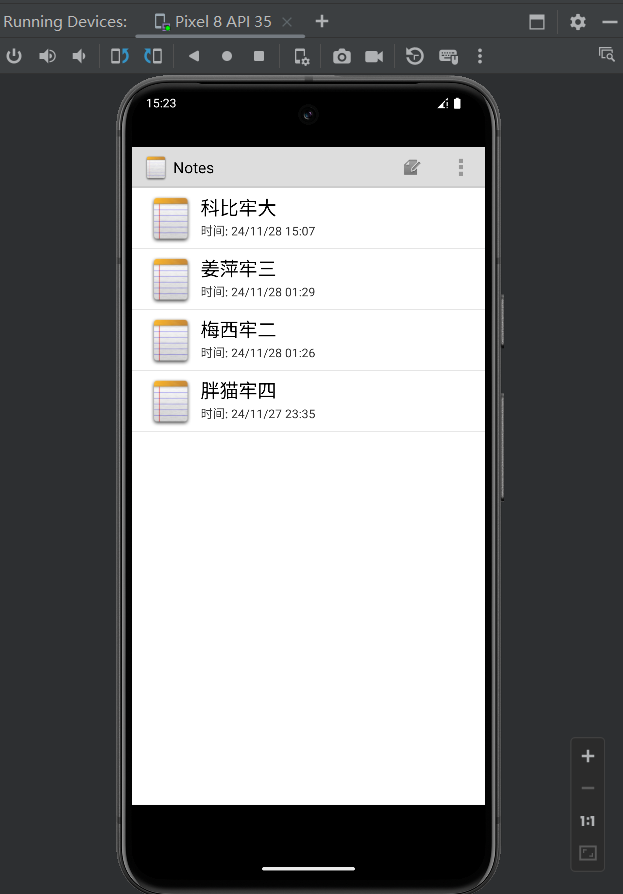 Running Devices:
Pixel 8 API 35
15:23
Notes
科比牢大
时间: 24/11/28 15:07
姜萍牢三
时间: 24/11/28 01:29
梅西牢二
时间: 24/11/28 01:26
胖猫牢四
时间: 24/11/27 23:35
1:1